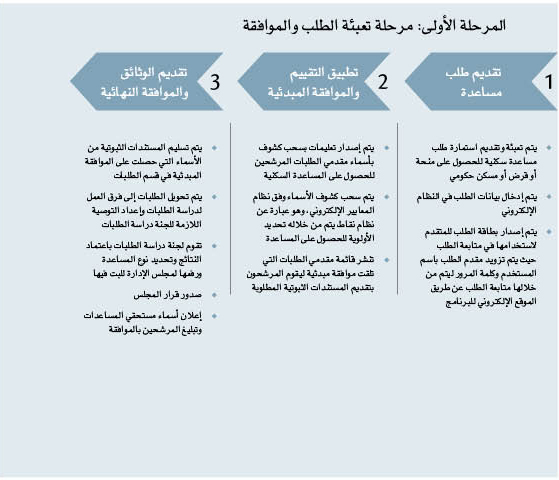 المرحلة الأولى: مرحلة تعبئة الطلب والموافقة
1
تقديم طلب
مساعدة
يتم تعبئة وتقديم استمارة طلب
مساعدة سكنية للحصول على منحة
أو قرض أو مسكن حكومي
يتم إدخال بيانات الطلب في النظام
الإلكتروني
يتم إصدار بطاقة الطلب للمتقدم
لاستخدامها في متابعة الطلب
حيث يتم تزويد مقدم الطلب باسم
المستخدم وكلمة المرور ليتم من
خلالها متابعة الطلب عن طريق
الموقع الإلكتروني للبرنامج
2
تطبيق التقييم
والموافقة المبدئية
يتم إصدار تعليمات بسحب كشوف
بأسماء مقدمي الطلبات المرشحين
للحصول على المساعدة السكنية
يتم سحب كشوف الأسماء وفق نظام
المعايير الإلكتروني، وهو عبارة عن
نظام نقاط يتم من خلاله تحديد
الأولوية للحصول على المساعدة
تنشر قائمة مقدمي الطلبات التي
تلقت موافقة مبدئية ليقوم المرشحون
بتقديم المستندات الثبوتية المطلوبة
3
تقديم الوثائق
والموافقة النهائية
يتم تسليم المستندات الثبوتية من
الأسماء التي حصلت على الموافقة
المبدئية في قسم الطلبات
يتم تحويل الطلبات إلى فرق العمل
لدراسة الطلبات وإعداد التوصية
اللازمة للجنة دراسة الطلبات
تقوم لجنة دراسة الطلبات باعتماد
النتائج وتحديد نوع المساعدة
ورفعها لمجلس الإدارة للبت فيها
صدور قرار المجلس
إعلان أسماء مستحقي المساعدات
وتبليغ المرشحين بالموافقة